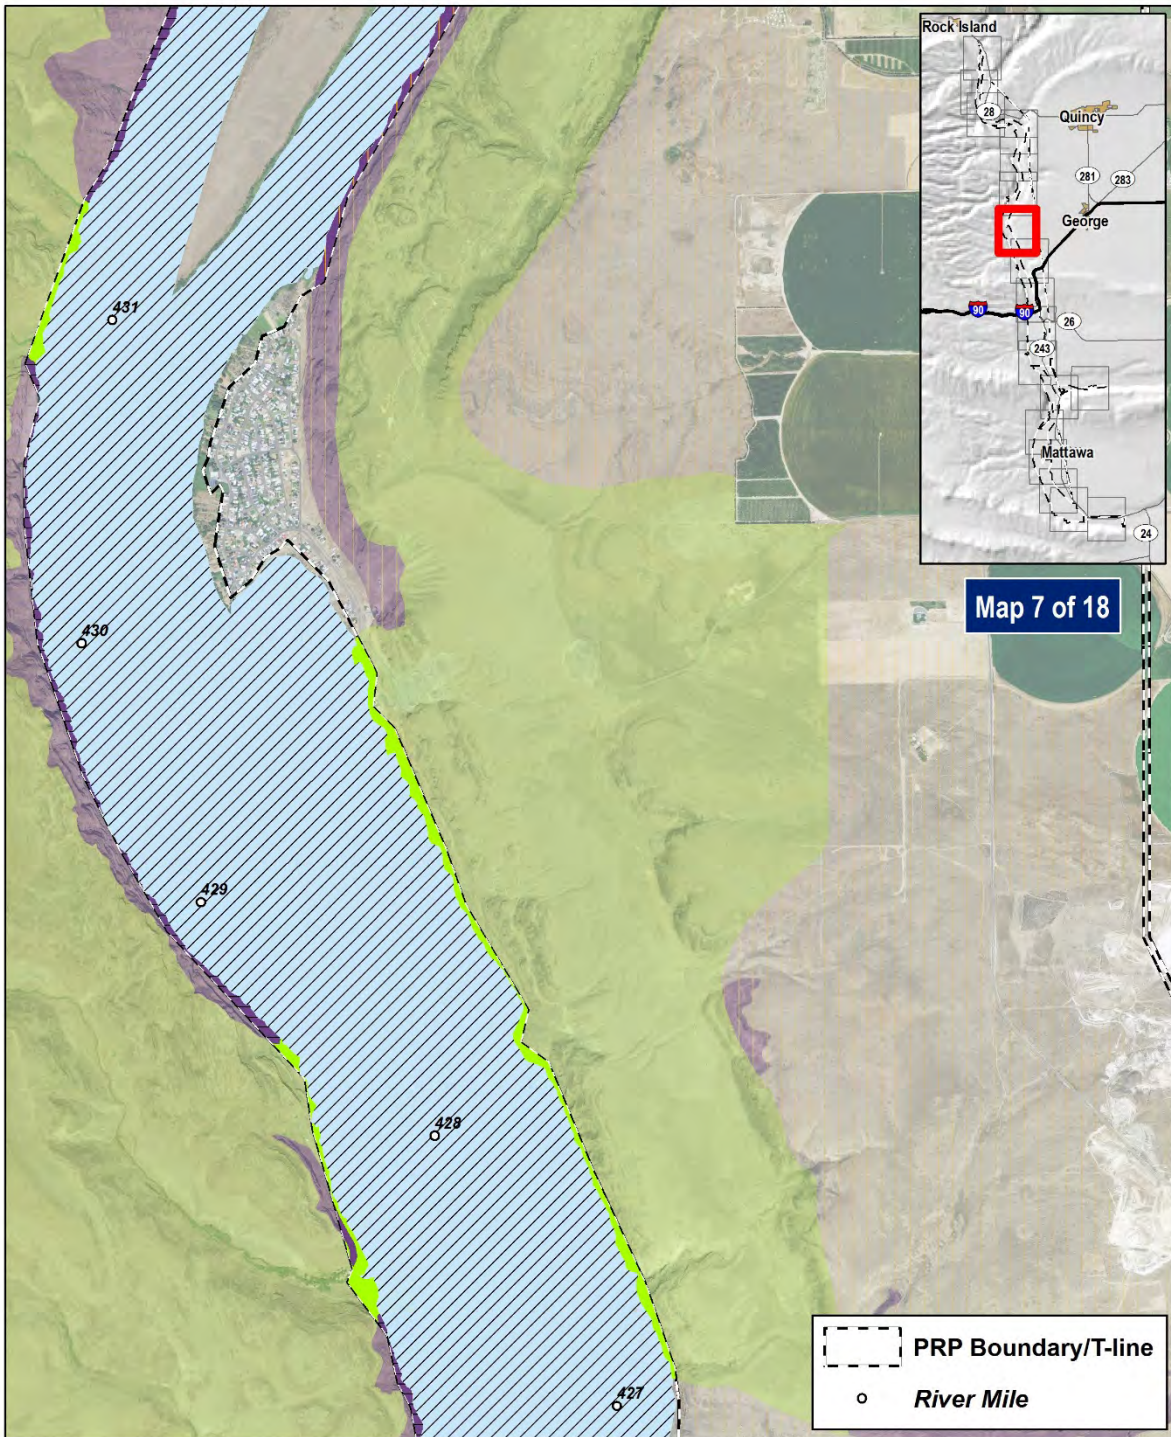 Rock Island
28
Quincy
281
283
George
90
90
26
243
Mattawa
24
Map 7 of 18
431
430
429
428
427
PRP Boundary/T-line
River Mile